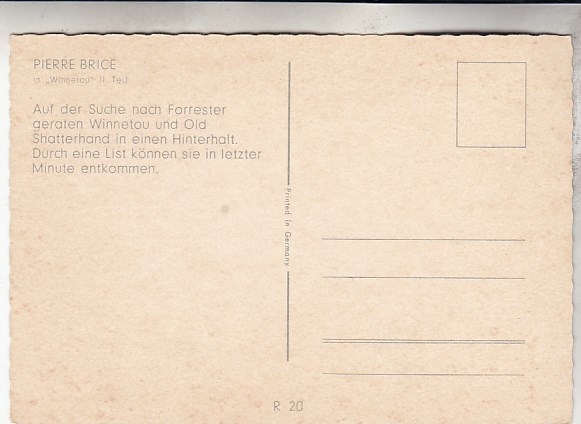 PIERRE BRICE
in „Winnetou" II. Teil
Auf der Suche nach Forrester
geraten Winnetou und Old
Shatterhand in einen Hinterhalt.
Durch eine List können sie in letzter
Minute entkommen.
Printed in Germany
R 20